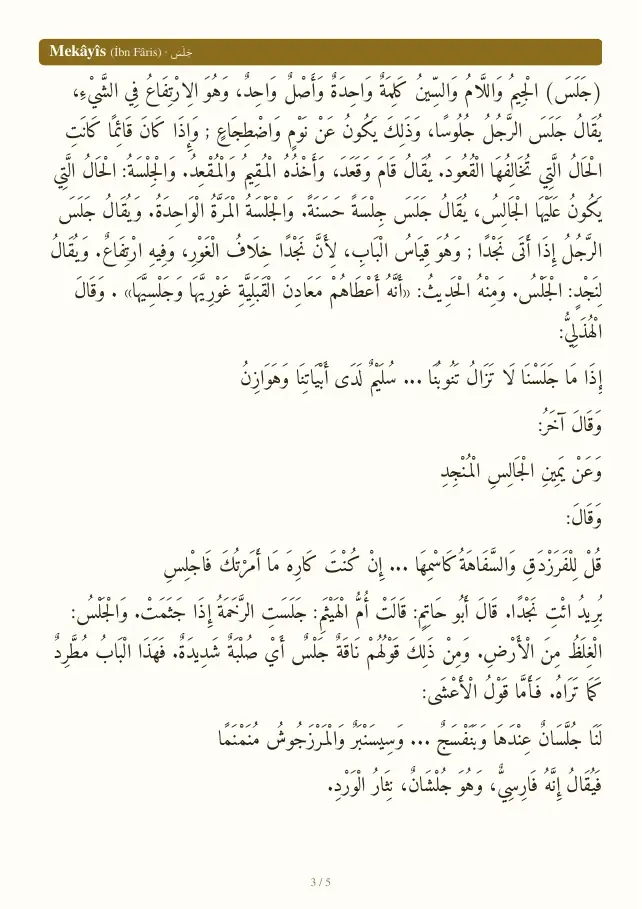 Mekâyîs (İbn Fâris) · جَلَسَ
(جَلَسَ) الْجِيمُ وَاللَّامُ وَالسِّينُ كَلِمَةٌ وَاحِدَةٌ وَأَصْلٌ وَاحِدٌ، وَهُوَ الِارْتِفَاعُ فِي الشَّيْءِ،
يُقَالُ جَلَسَ الرَّجُلُ جُلُوسًا، وَذَلِكَ يَكُونُ عَنْ نَوْمٍ وَاضْطِجَاعٍ ; وَإِذَا كَانَ قَائِمًا كَانَتِ
الْحَالُ الَّتِي تُخَالِفُهَا الْقُعُودَ. يُقَالُ قَامَ وَقَعَدَ، وَأَخْذُهُ الْمُقِيمُ وَالْمُقْعِدُ. وَالْجِلْسَةُ: الْحَالُ الَّتِي
يَكُونُ عَلَيْهَا الْجَالِسُ، يُقَالُ جَلَسَ جِلْسَةً حَسَنَةً. وَالْجَلْسَةُ الْمَرَّةُ الْوَاحِدَةُ. وَيُقَالُ جَلَسَ
الرَّجُلُ إِذَا أَتَى نَجْدًا ; وَهُوَ قِيَاسُ الْبَابِ، لِأَنَّ نَجْدًا خِلَافُ الْغَوْرِ، وَفِيهِ ارْتِفَاعٌ. وَيُقَالُ
لِنَجْدٍ: الْجَلْسُ. وَمِنْهُ الْحَدِيثُ: «أَنَّهُ أَعْطَاهُمْ مَعَادِنَ الْقَبَلِيَّةِ غَوْرِيَّهَا وَجَلْسِيَّهَا» . وَقَالَ
الْهُذَلِيُّ:
إِذَا مَا جَلَسْنَا لَا تَزَالُ تَنُوبُنَا ... سُلَيْمٌ لَدَى أَبْيَاتِنَا وَهَوَازِنُ
وَقَالَ آخَرُ:
وَعَنْ يَمِينِ الْجَالِسِ الْمُنْجِدِ
وَقَالَ:
قُلْ لِلْفَرَزْدَقِ وَالسَّفَاهَةُ كَاسْمِهَا ... إِنْ كُنْتَ كَارِهَ مَا أَمَرْتُكَ فَاجْلِسِ
يُرِيدُ ائْتِ نَجْدًا. قَالَ أَبُو حَاتِمٍ: قَالَتْ أُمُّ الْهَيْثَمِ: جَلَسَتِ الرَّخَمَةُ إِذَا جَثَمَتْ. وَالْجَلْسُ:
الْغِلَظُ مِنَ الْأَرْضِ. وَمِنْ ذَلِكَ قَوْلُهُمْ نَاقَةٌ جَلْسٌ أَيْ صُلْبَةٌ شَدِيدَةٌ. فَهَذَا الْبَابُ مُطَّرِدٌ
كَمَا تَرَاهُ. فَأَمَّا قَوْلُ الْأَعْشَى:
لَنَا جُلَّسَانٌ عِنْدَهَا وَبَنَفْسَجٌ ... وَسِيسَنْبَرٌ وَالْمَرْزَجُوشُ مُنَمْنَمًا
فَيُقَالُ إِنَّهُ فَارِسِيٌّ، وَهُوَ جُلْشَانٌ، نِثَارُ الْوَرْدِ.
3 / 5